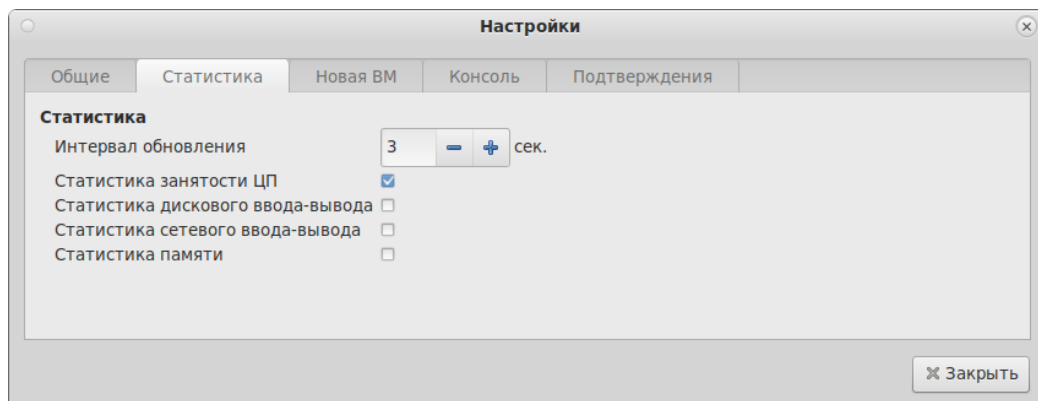 Настройки
Общие Статистика Новая ВМ Консоль Подтверждения
Статистика
Интервал обновления 3 сек.
Статистика занятости ЦП
Статистика дискового ввода-вывода
Статистика сетевого ввода-вывода
Статистика памяти
Закрыть